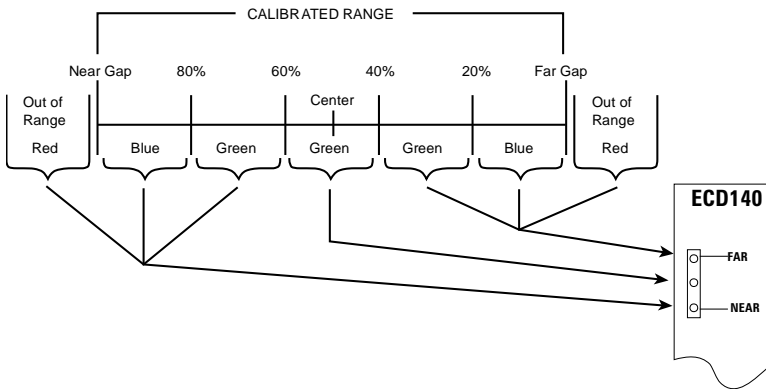 CALIBRATED RANGE
Near Gap 80% 60% 40% 20% Far Gap
Out of Range
Center
Out of Range
Red Blue Green Green Green Blue Red
ECD140
FAR
NEAR